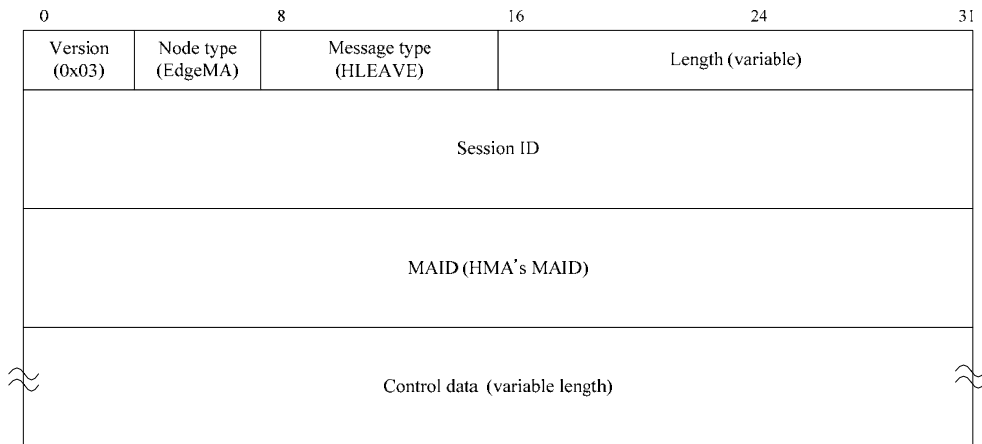 0 8 16 24 31
Version
(0x03)
Node type
(EdgeMA)
Message type
(HLEAVE)
Length (variable)
Session ID
MAID (HMA's MAID)
Control data (variable length)